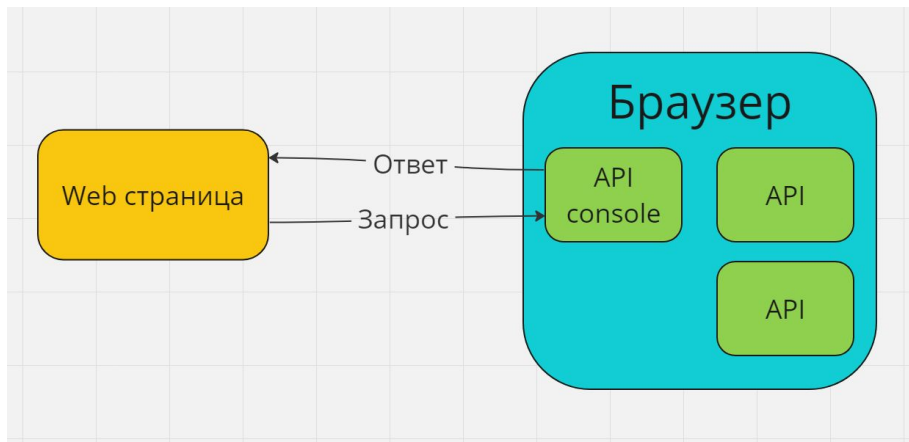 Браузер
Web страница
Ответ
Запрос
API
console
API
API